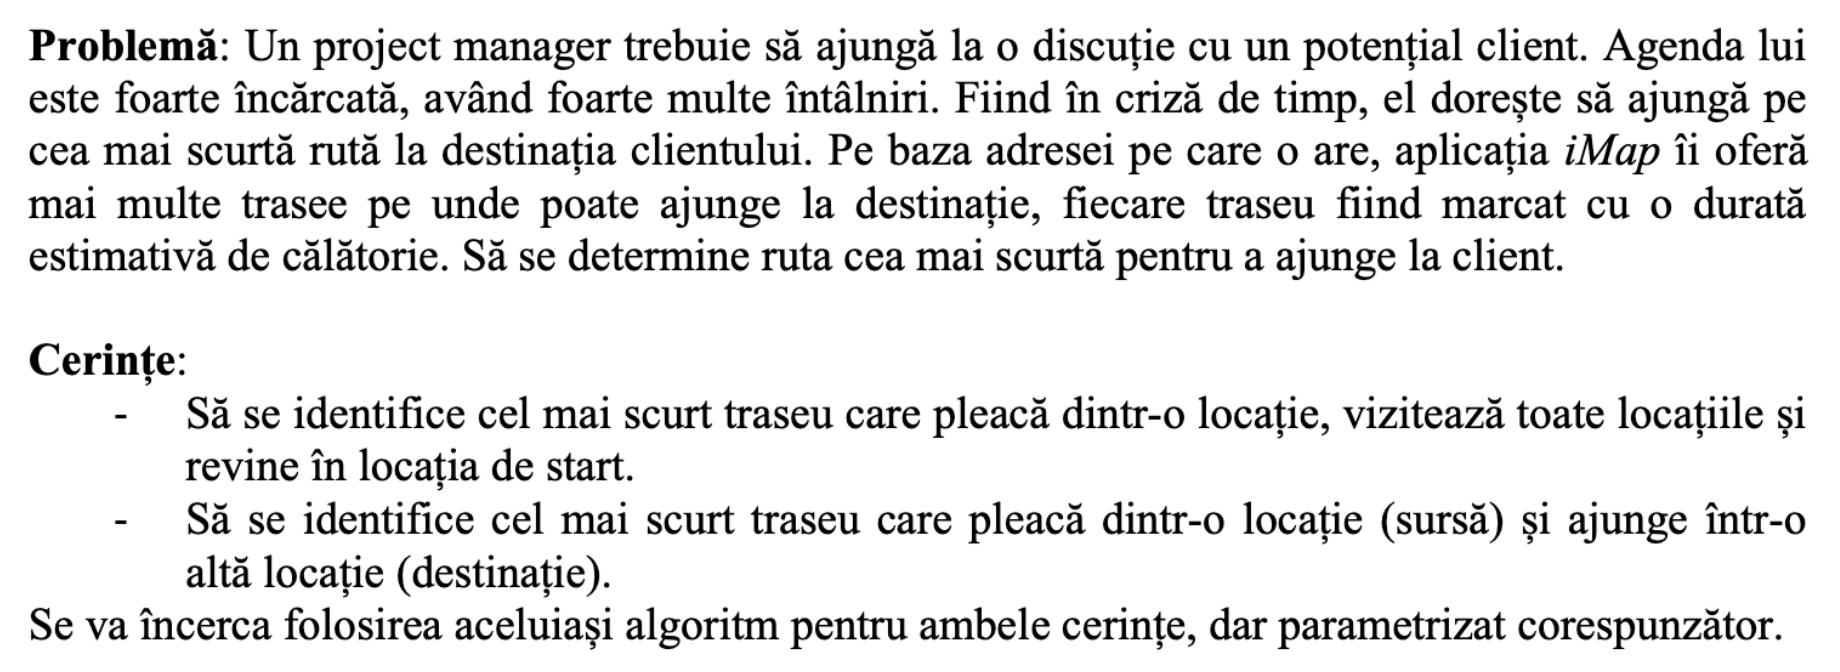 Problemă: Un project manager trebuie să ajungă la o discuție cu un potențial client. Agenda lui
este foarte încărcată, având foarte multe întâlniri. Fiind în criză de timp, el dorește să ajungă pe
cea mai scurtă rută la destinația clientului. Pe baza adresei pe care o are, aplicația iMap îi oferă
mai multe trasee pe unde poate ajunge la destinație, fiecare traseu fiind marcat cu o durată
estimativă de călătorie. Să se determine ruta cea mai scurtă pentru a ajunge la client.
Cerințe:
- Să se identifice cel mai scurt traseu care pleacă dintr-o locație, vizitează toate locațiile și
revine în locația de start.
- Să se identifice cel mai scurt traseu care pleacă dintr-o locație (sursă) și ajunge într-o
altă locație (destinație).
Se va încerca folosirea aceluiași algoritm pentru ambele cerințe, dar parametrizat corespunzător.